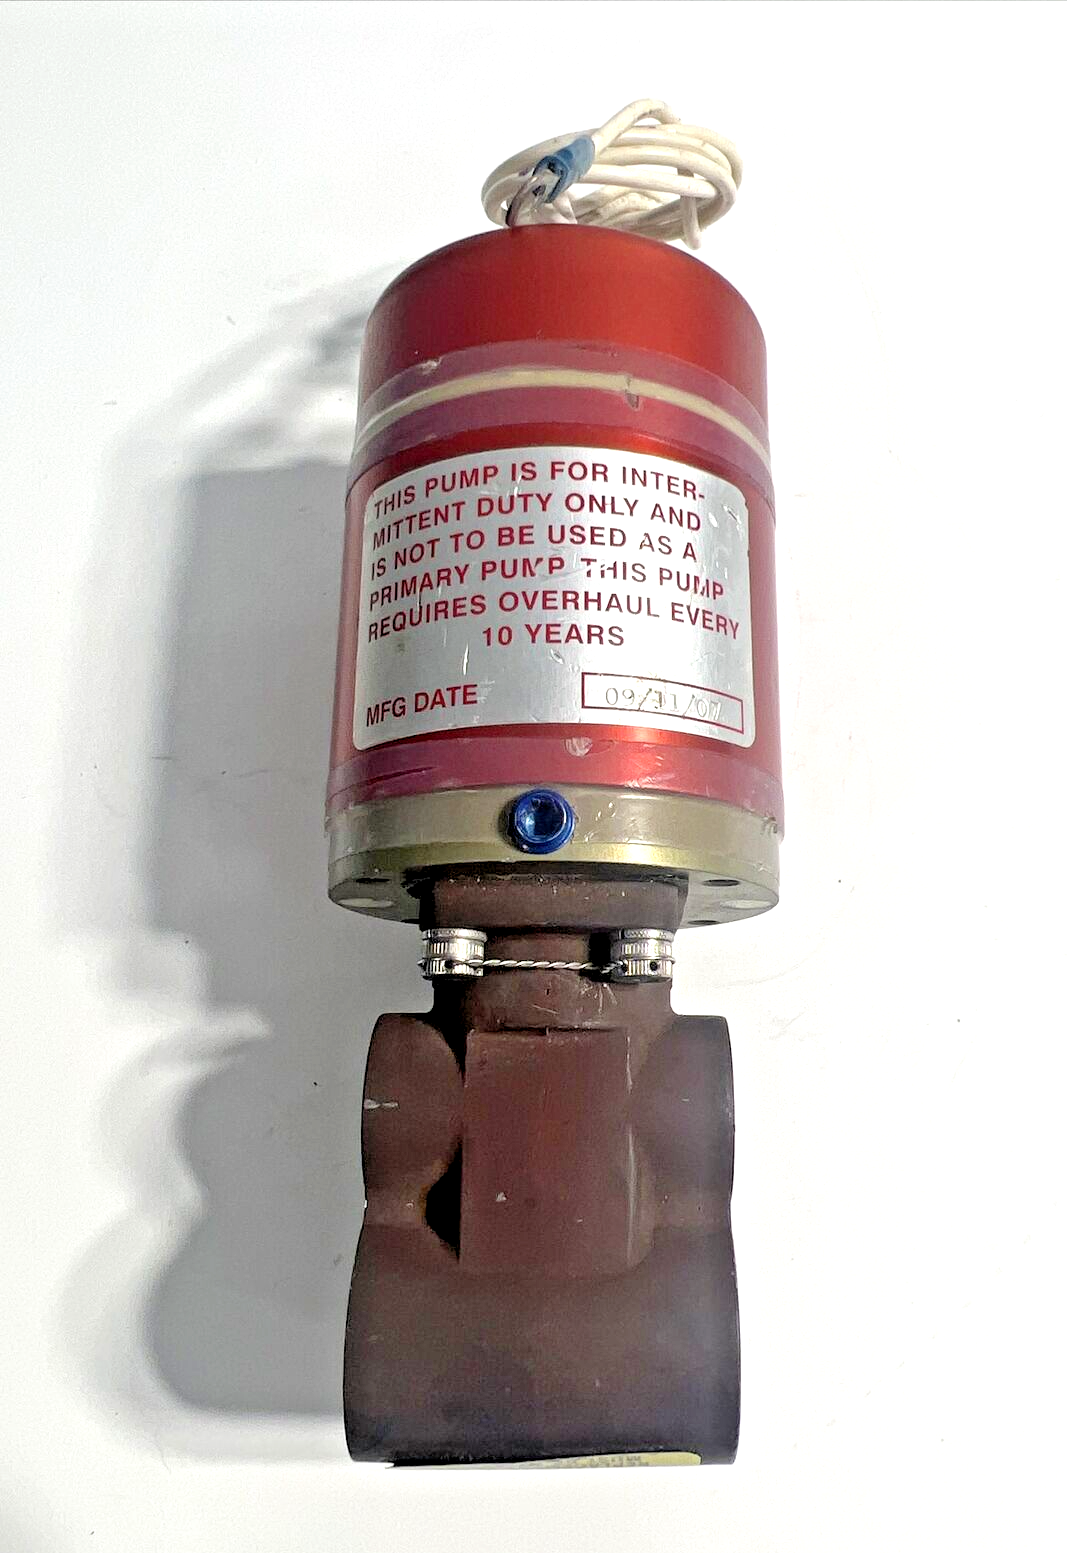 THIS PUMP IS FOR INTER-
MITTENT DUTY ONLY AND
IS NOT TO BE USED AS A
PRIMARY PUMP THIS PUMP
REQUIRES OVERHAUL EVERY
10 YEARS
MFG DATE